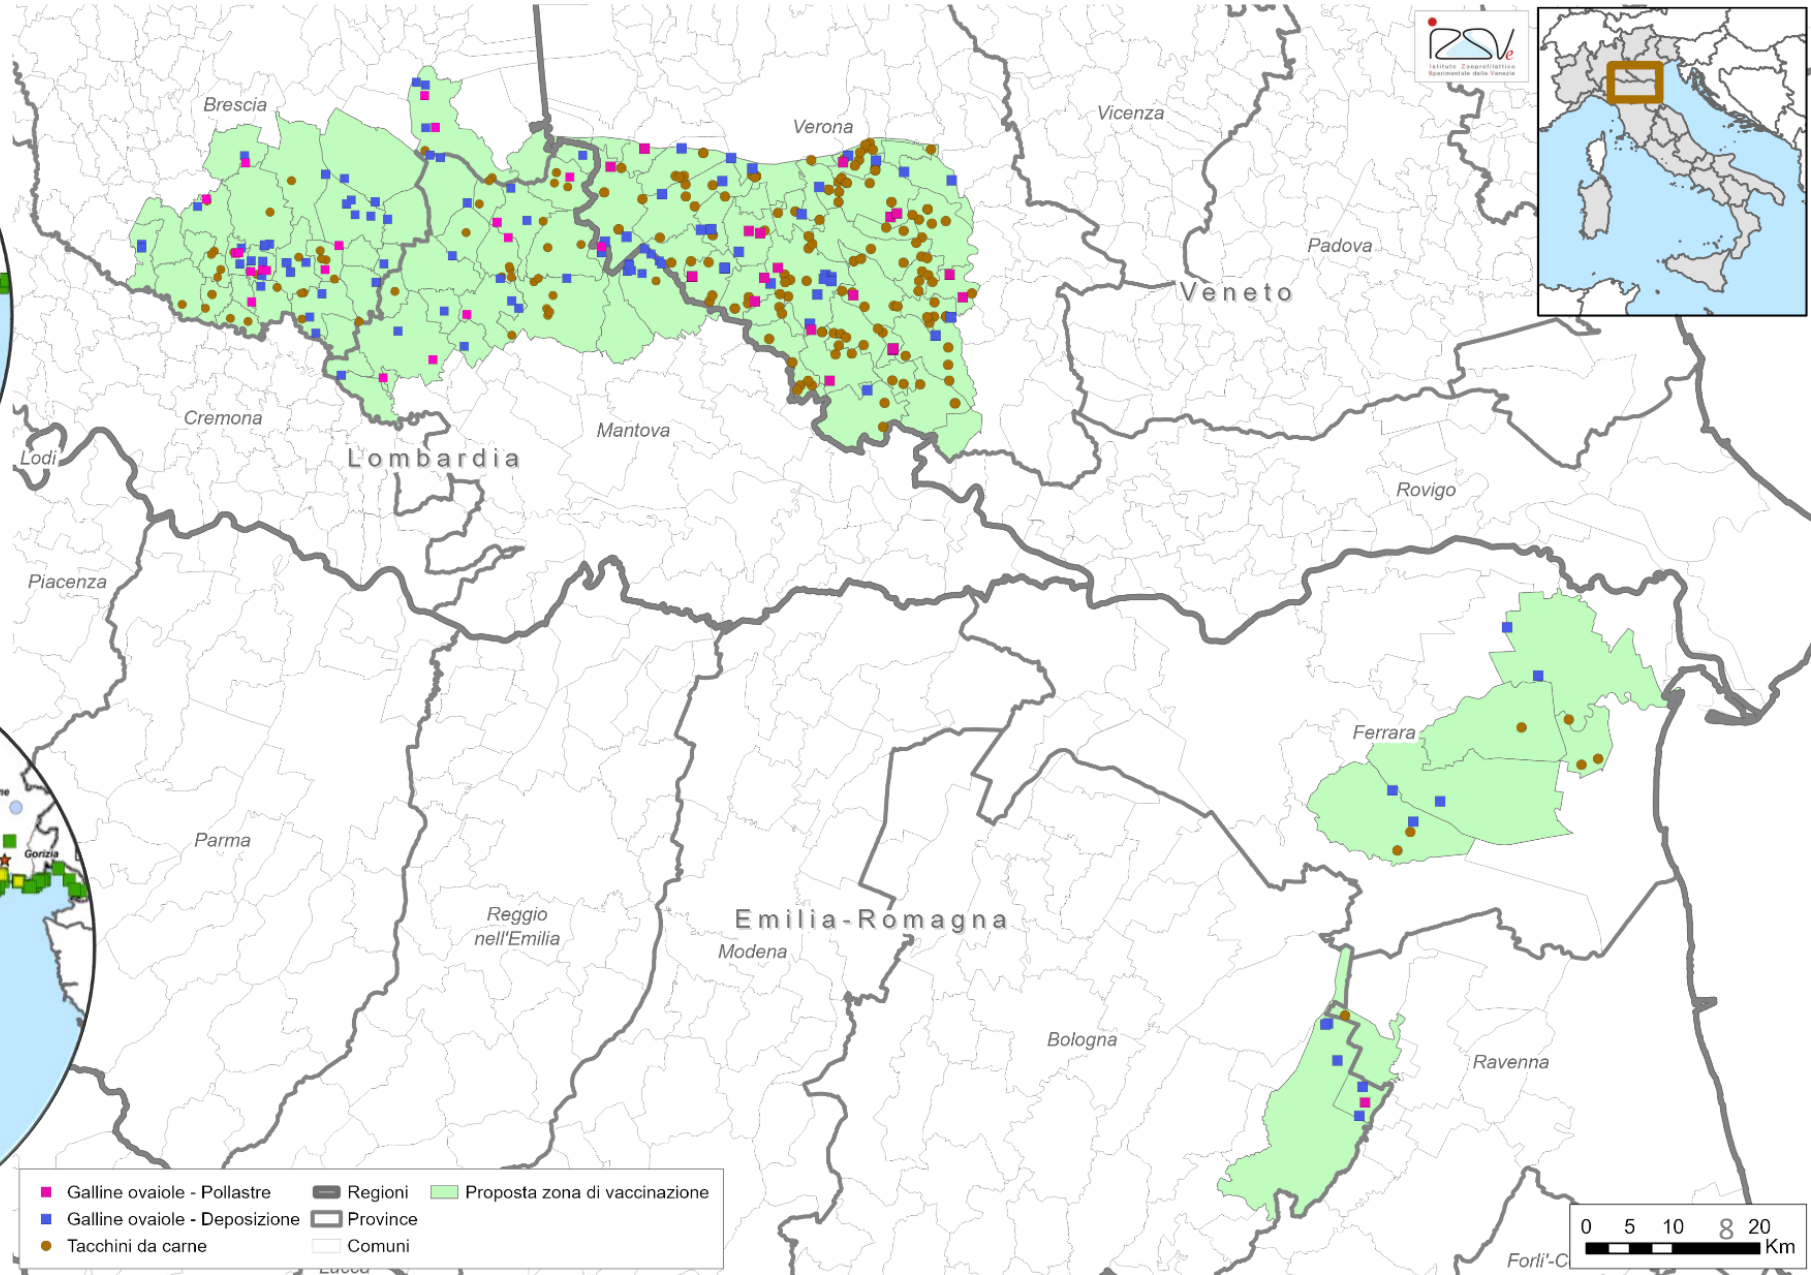 IZSVe
Istituto Zooprofilattico
Sperimentale delle Venezie
Brescia
Verona
Vicenza
Padova
Veneto
Cremona
Mantova
Lodi
Lombardia
Rovigo
Piacenza
Ferrara
Parma
Gorizia
Reggio
nell'Emilia
Emilia-Romagna
Modena
Bologna
Ravenna
Galline ovaiole - Pollastre
Regioni
Proposta zona di vaccinazione
Galline ovaiole - Deposizione
Province
Tacchini da carne
Comuni
0 5 10 8 20
Km
Forli'-C